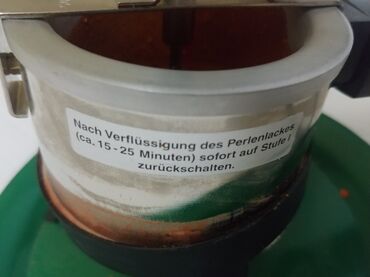 Nach Verflüssigung des Perlenlackes
(ca. 15 - 25 Minuten) sofort auf Stufe I
zurückschalten.